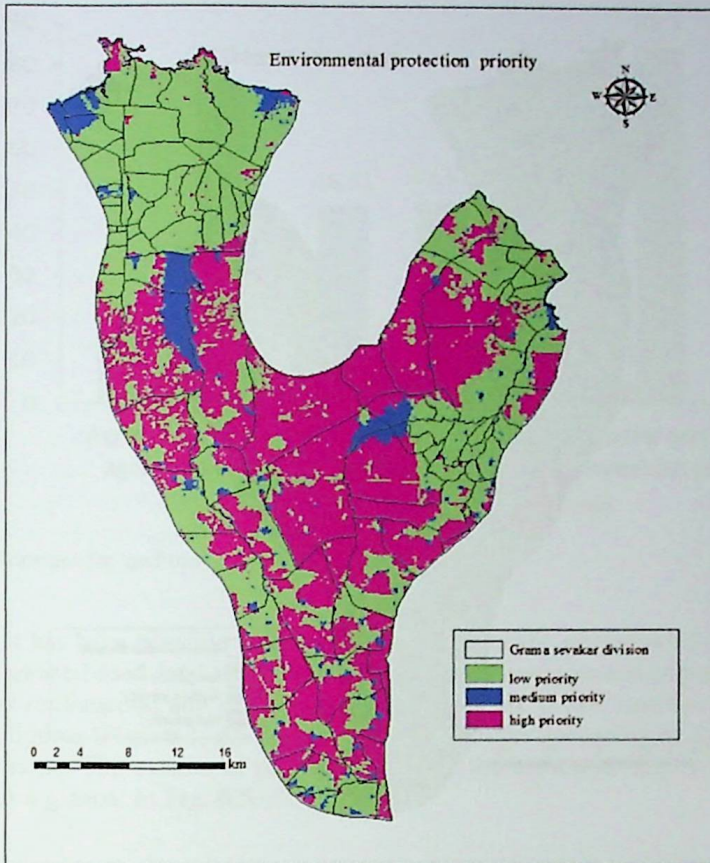 Environmental protection priority
N
W E
S
Grama sevakar division
low priority
medium priority
high priority
0 2 4 8 12 16
km